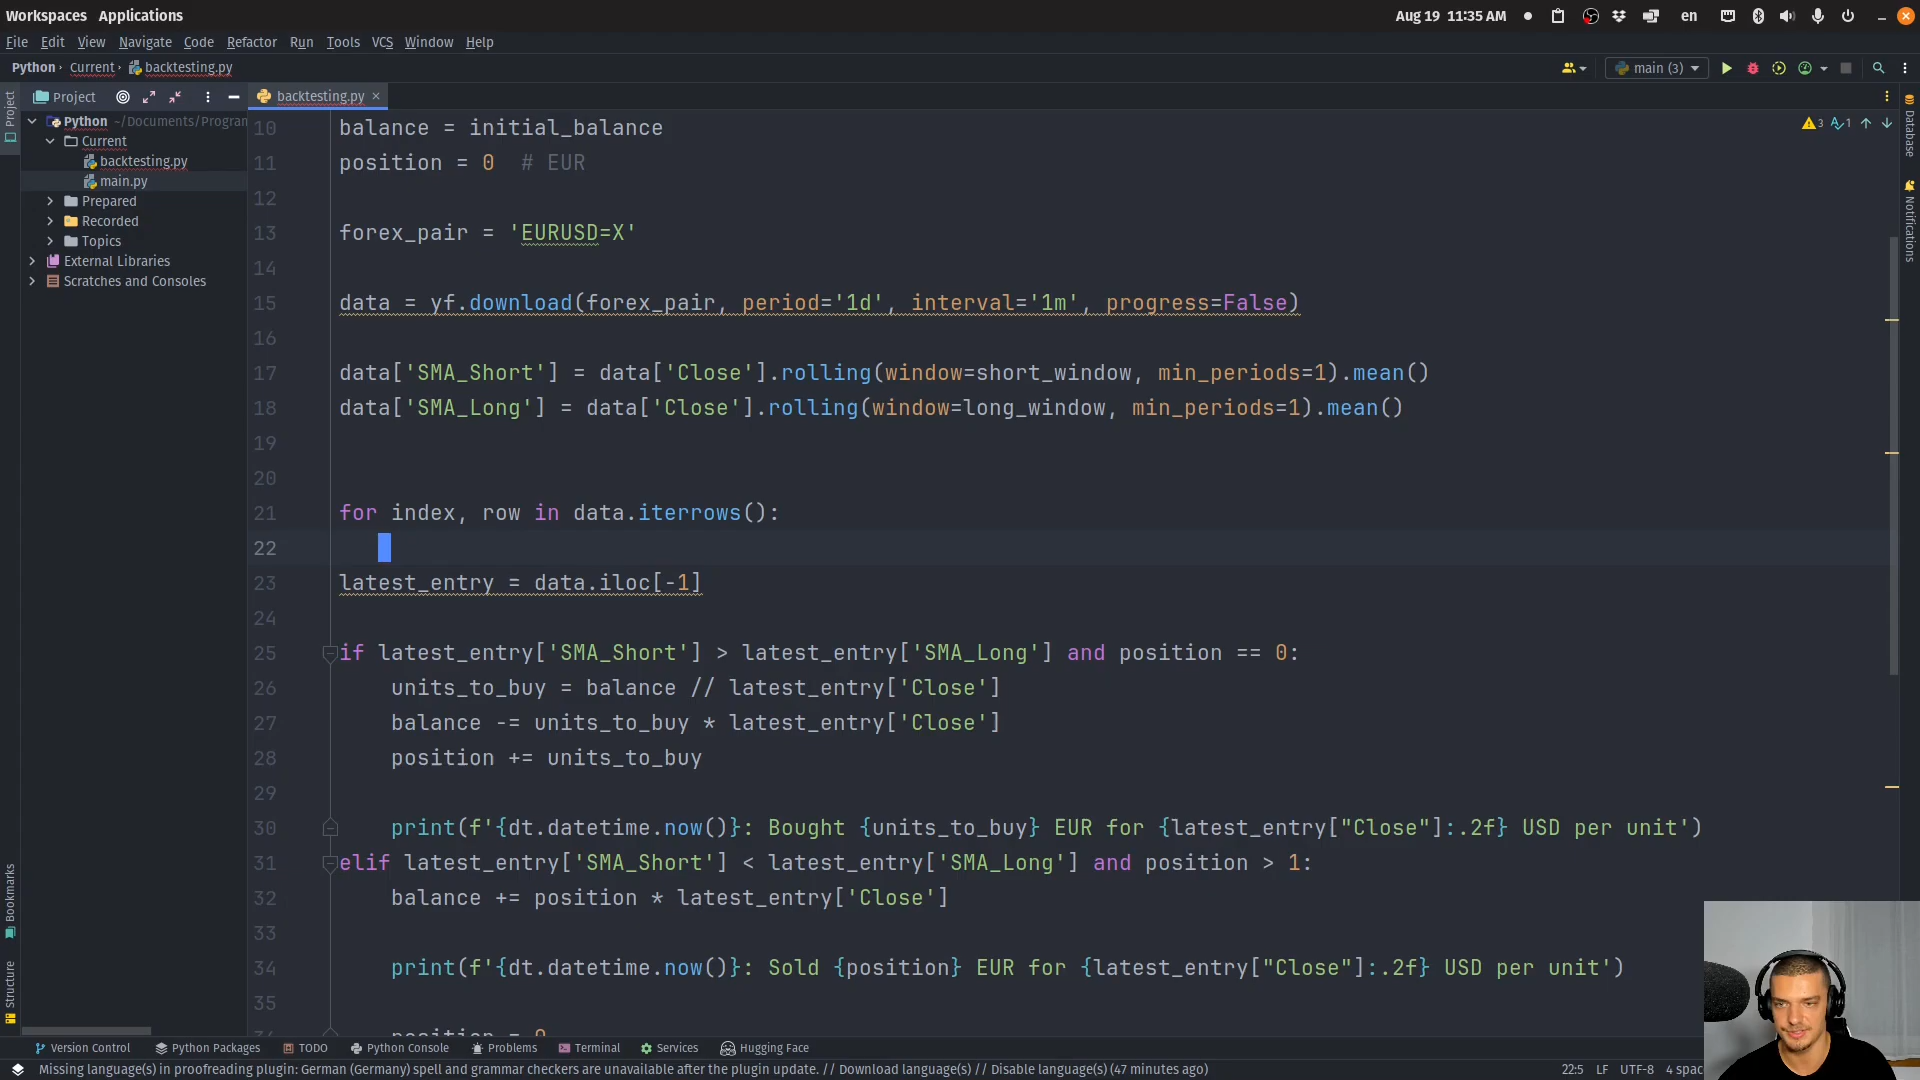 Workspaces Applications Aug 19 11:35 AM en
File Edit View Navigate Code Refactor Run Tools VCS Window Help
Python Current backtesting.py main (3)
Project backtesting.py
Python ~/Documents/Program
Current
backtesting.py
main.py
Prepared
Recorded
Topics
External Libraries
Scratches and Consoles
Project
Bookmarks
Structure
3 1
Database
Notifications
10 balance = initial_balance
11 position = 0 # EUR
12
13 forex_pair = 'EURUSD=X'
14
15 data = yf.download(forex_pair, period='1d', interval='1m', progress=False)
16
17 data['SMA_Short'] = data['Close'].rolling(window=short_window, min_periods=1).mean()
18 data['SMA_Long'] = data['Close'].rolling(window=long_window, min_periods=1).mean()
19
20
21 for index, row in data.iterrows():
22
23 latest_entry = data.iloc[-1]
24
25 if latest_entry['SMA_Short'] > latest_entry['SMA_Long'] and position == 0:
26 units_to_buy = balance // latest_entry['Close']
27 balance -= units_to_buy * latest_entry['Close']
28 position += units_to_buy
29
30 print(f'{dt.datetime.now()}: Bought {units_to_buy} EUR for {latest_entry["Close"]:.2f} USD per unit')
31 elif latest_entry['SMA_Short'] < latest_entry['SMA_Long'] and position > 1:
32 balance += position * latest_entry['Close']
33
34 print(f'{dt.datetime.now()}: Sold {position} EUR for {latest_entry["Close"]:.2f} USD per unit')
35
position = 0
Version Control Python Packages TODO Python Console Problems Terminal Services Hugging Face
Missing language(s) in proofreading plugin: German (Germany) spell and grammar checkers are unavailable after the plugin update. // Download language(s) // Disable language(s) (47 minutes ago) 22:5 LF UTF-8 4 spac